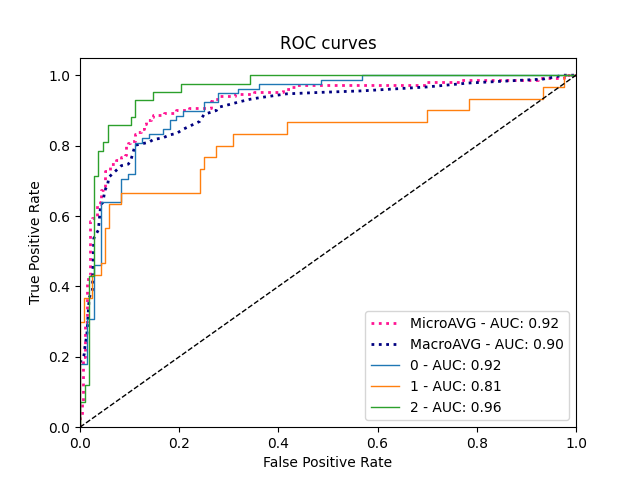 ROC curves
True Positive Rate
1.0
0.8
0.6
0.4
0.2
0.0
MicroAVG - AUC: 0.92
MacroAVG - AUC: 0.90
0 - AUC: 0.92
1 - AUC: 0.81
2 - AUC: 0.96
0.0 0.2 0.4 0.6 0.8 1.0
False Positive Rate